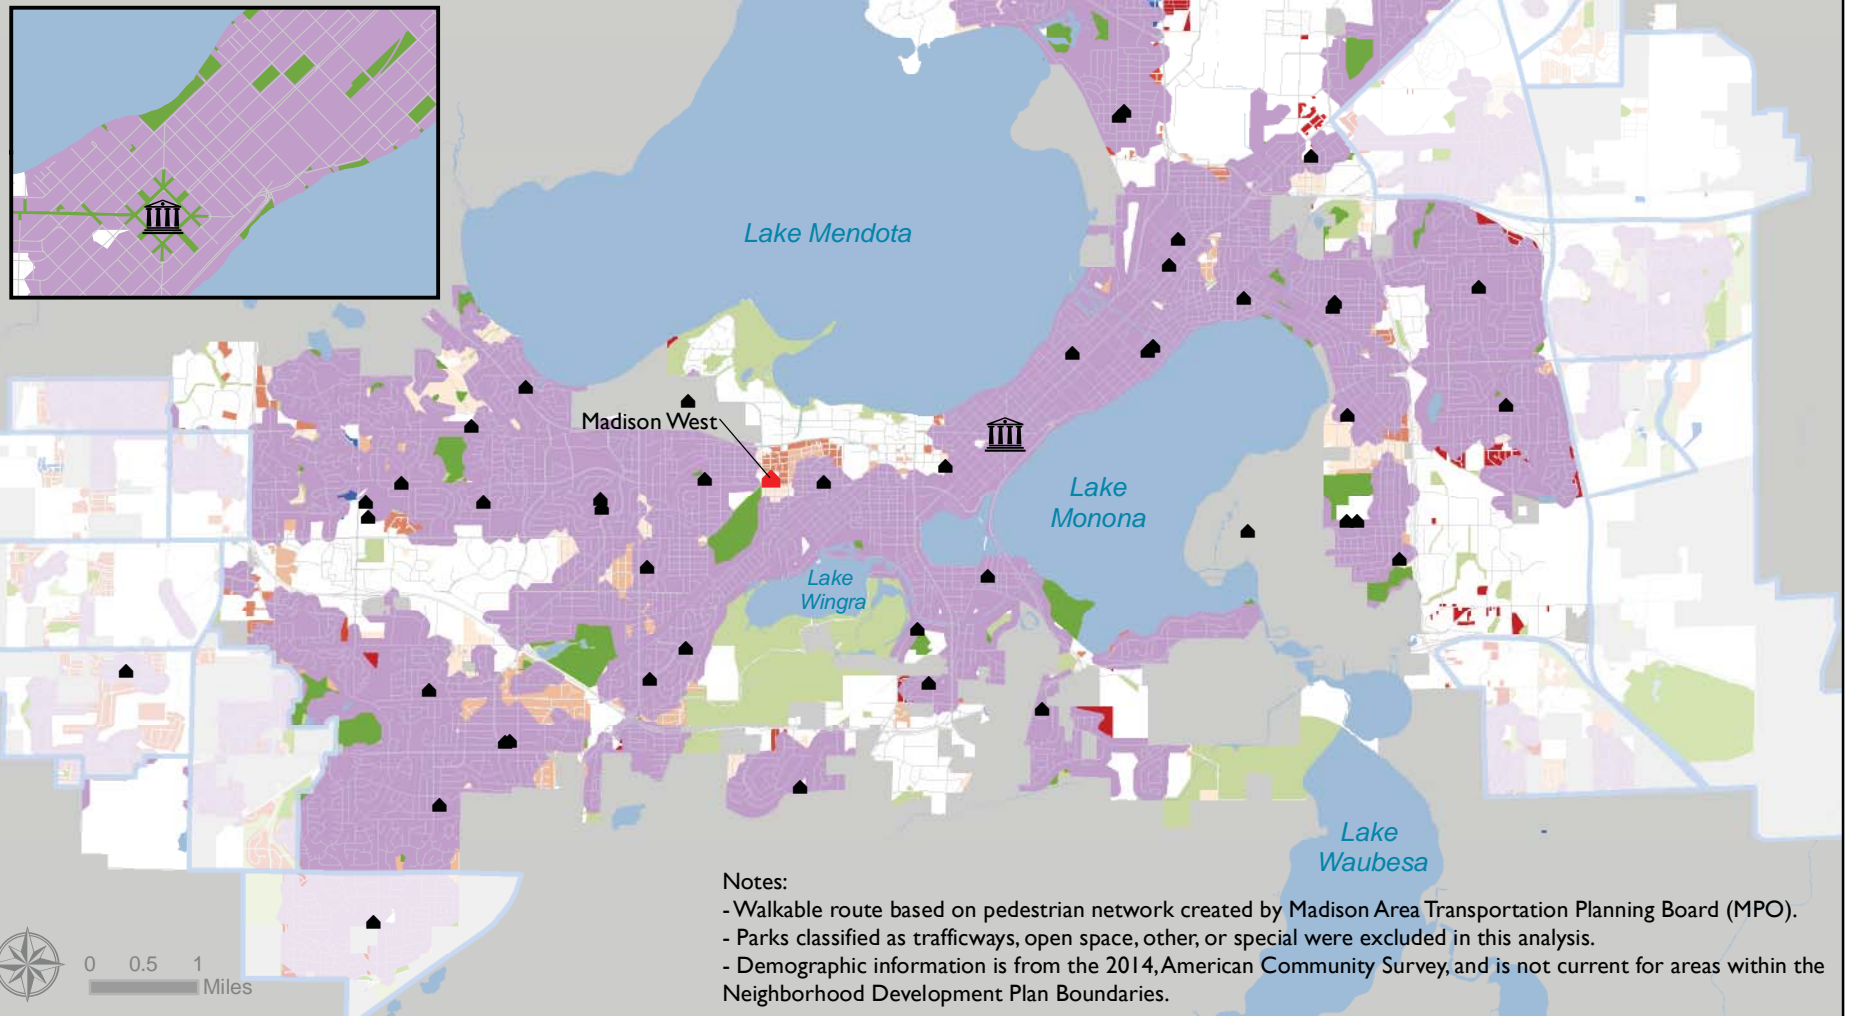 Lake Mendota
Madison West
Lake
Monona
Lake
Wingra
Lake
Waubesa
Notes:
- Walkable route based on pedestrian network created by Madison Area Transportation Planning Board (MPO).
- Parks classified as trafficways, open space, other, or special were excluded in this analysis.
- Demographic information is from the 2014, American Community Survey, and is not current for areas within the
Neighborhood Development Plan Boundaries.
0 0.5 1
Miles